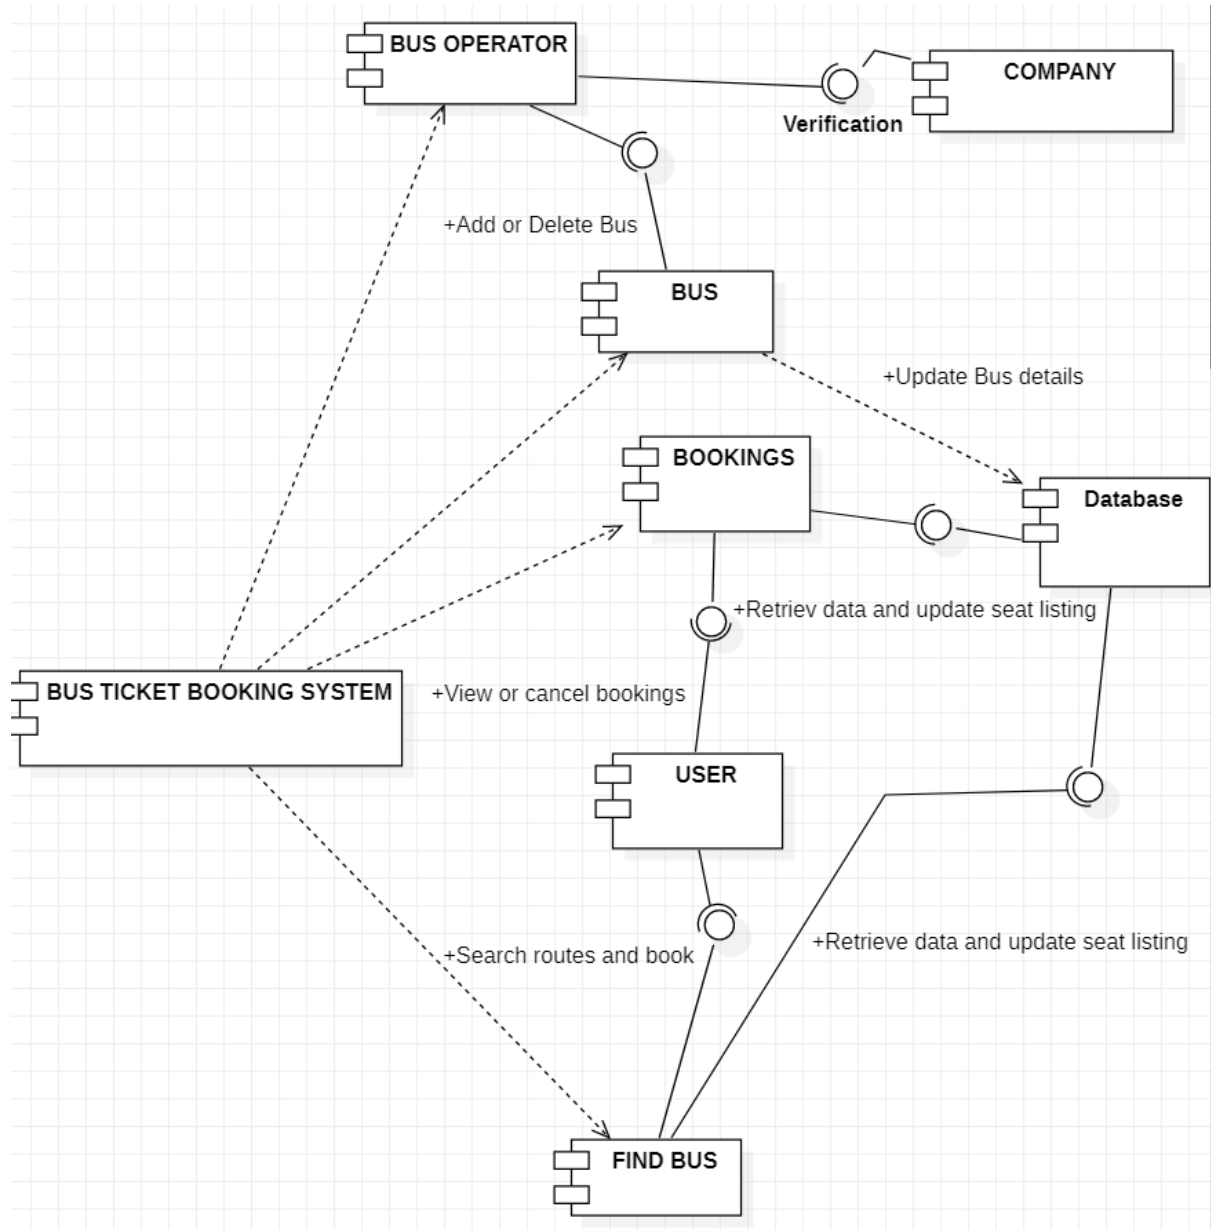 BUS OPERATOR
COMPANY
Verification
+Add or Delete Bus
BUS
+Update Bus details
BOOKINGS
Database
+Retriev data and update seat listing
BUS TICKET BOOKING SYSTEM
+View or cancel bookings
USER
+Retrieve data and update seat listing
+Search routes and book
FIND BUS